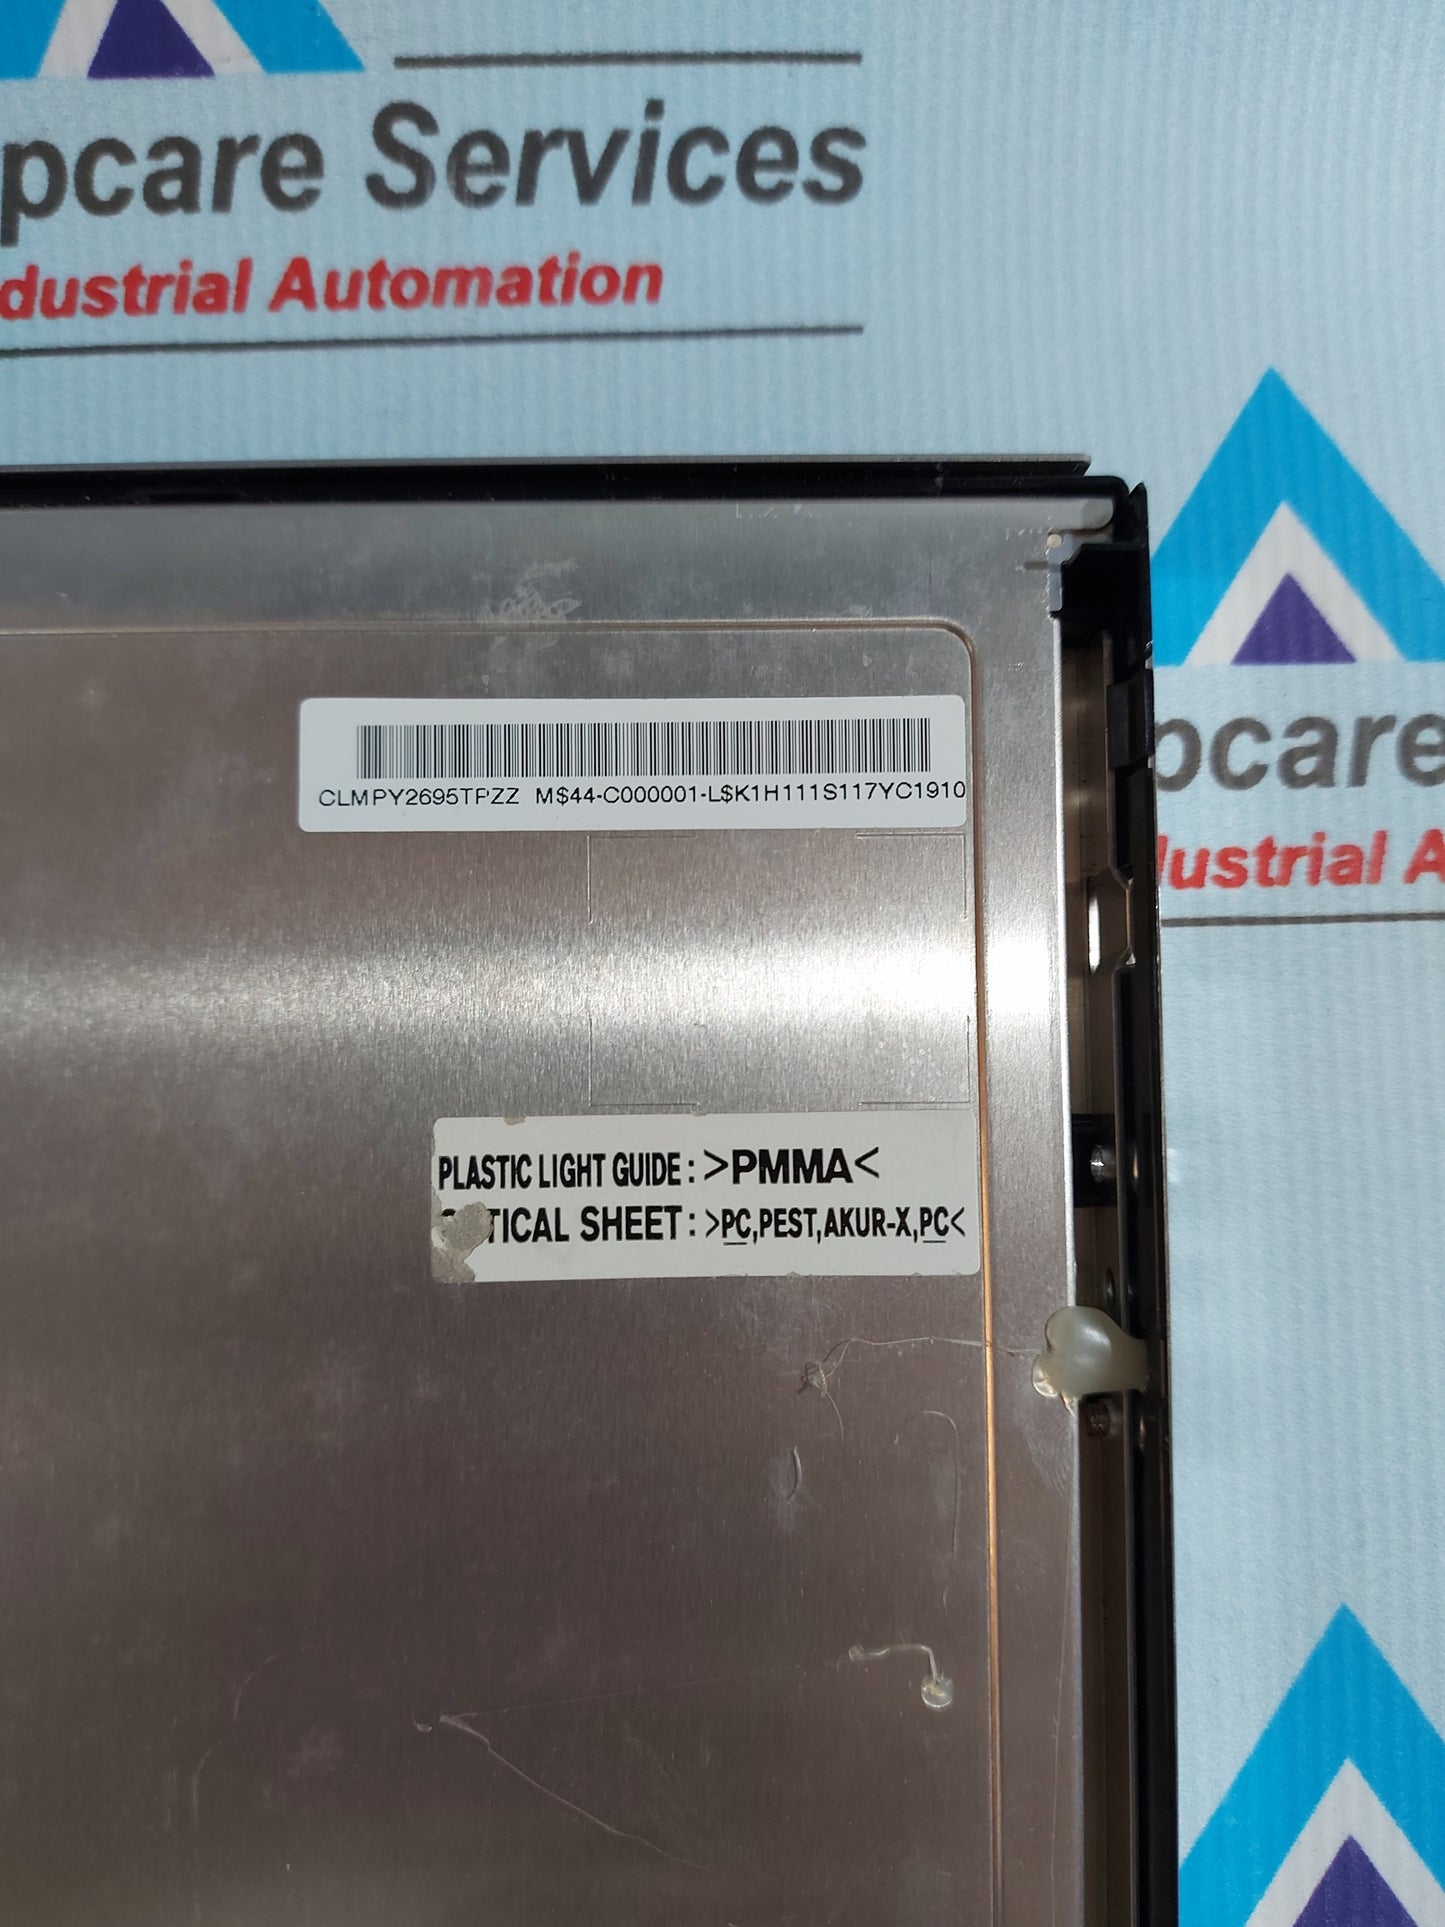 pcare Services
dustrial Automation
CLMPY2695TPZZ M$44-C000001-L$K1H111S117YC1910
pcare
dustrial A
PLASTIC LIGHT GUIDE : >PMMA<
TICAL SHEET : >PC,PEST,AKUR-X,PC<